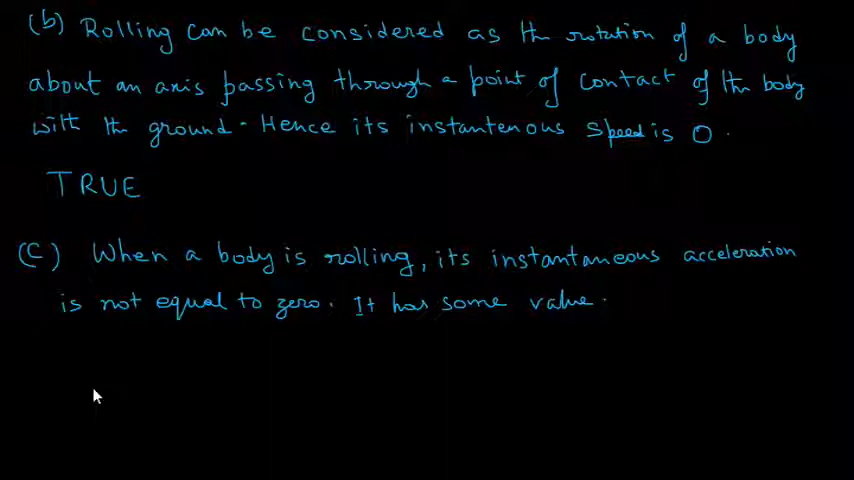 (b) Rolling can be considered as the rotation of a body
about an axis passing through a point of contact of the body
with the ground. Hence its instantenous speed is 0.
TRUE
(C) When a body is rolling, its instantaneous acceleration
is not equal to zero. It has some value.